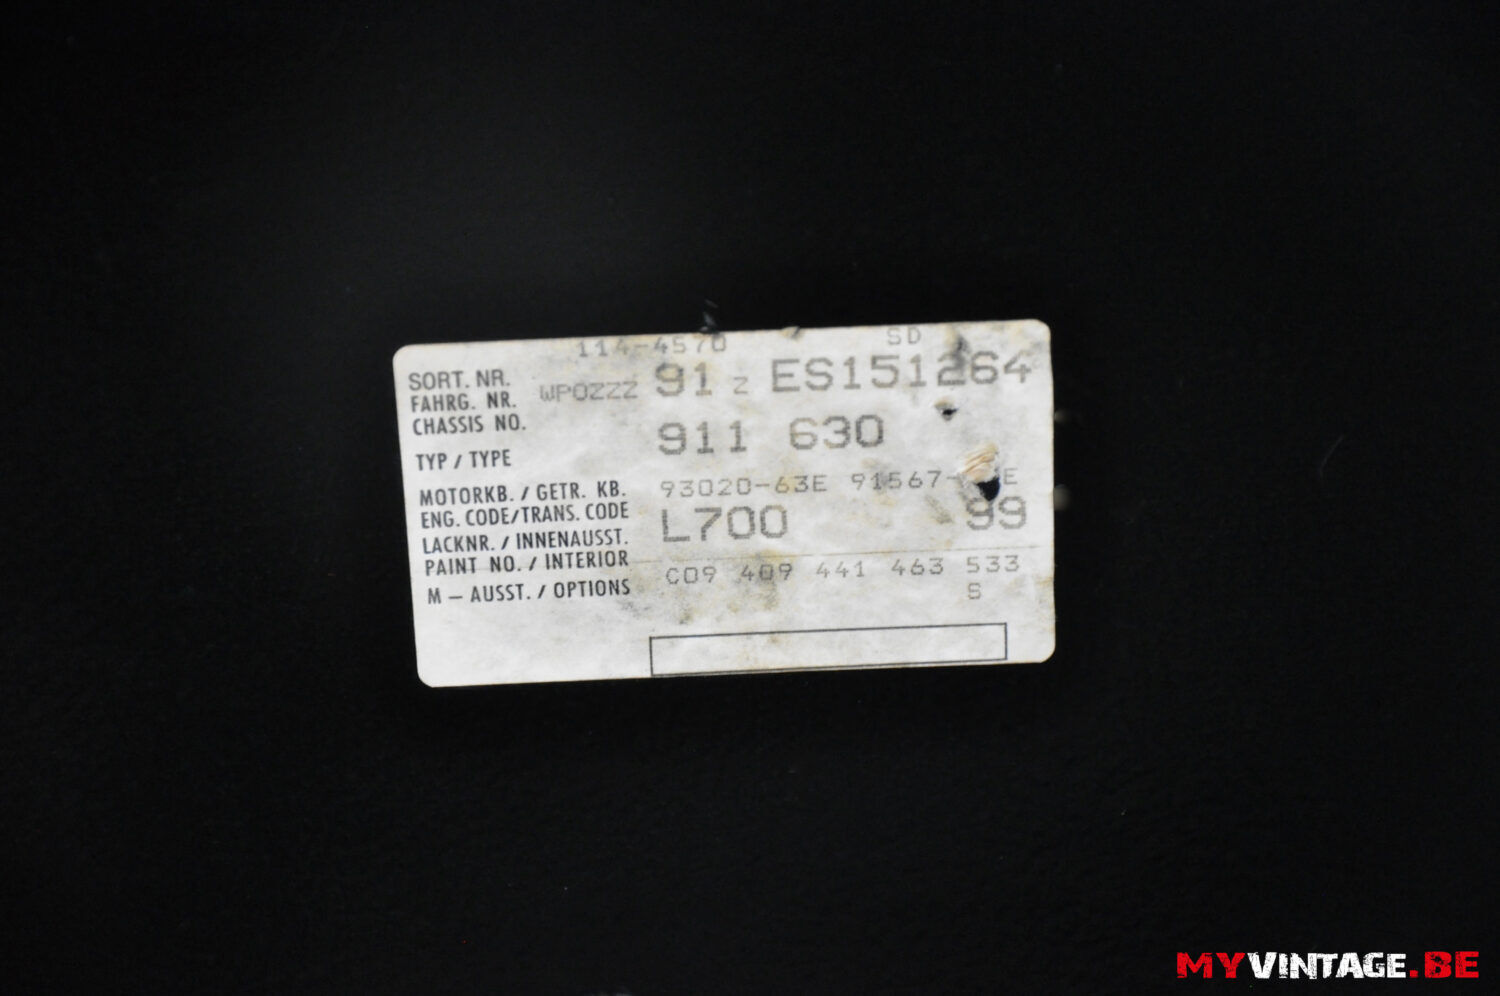 114-4570 SD
SORT. NR.
FAHRG. NR. WPOZZZ 91 Z ES151264
CHASSIS NO.
TYP / TYPE 911 630
MOTORKB. / GETR. KB. 93020-63E 91567- E
ENG. CODE/TRANS. CODE
LACKNR. / INNENAUSST. L700 99
PAINT NO. / INTERIOR
M – AUSST. / OPTIONS C09 409 441 463 533
S
MYVINTAGE.BE